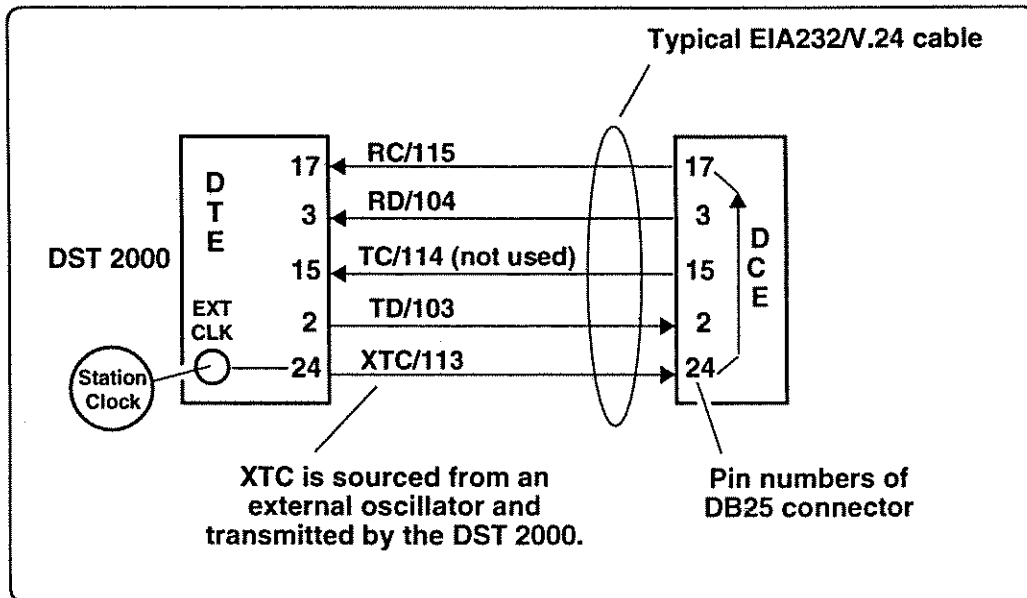 Typical EIA232/V.24 cable
DST 2000
DTE
EXT
CLK
Station
Clock
17
RC/115
17
3
RD/104
3
15
TC/114 (not used)
15
2
TD/103
2
24
XTC/113
24
DCE
XTC is sourced from an
external oscillator and
transmitted by the DST 2000.
Pin numbers of
DB25 connector